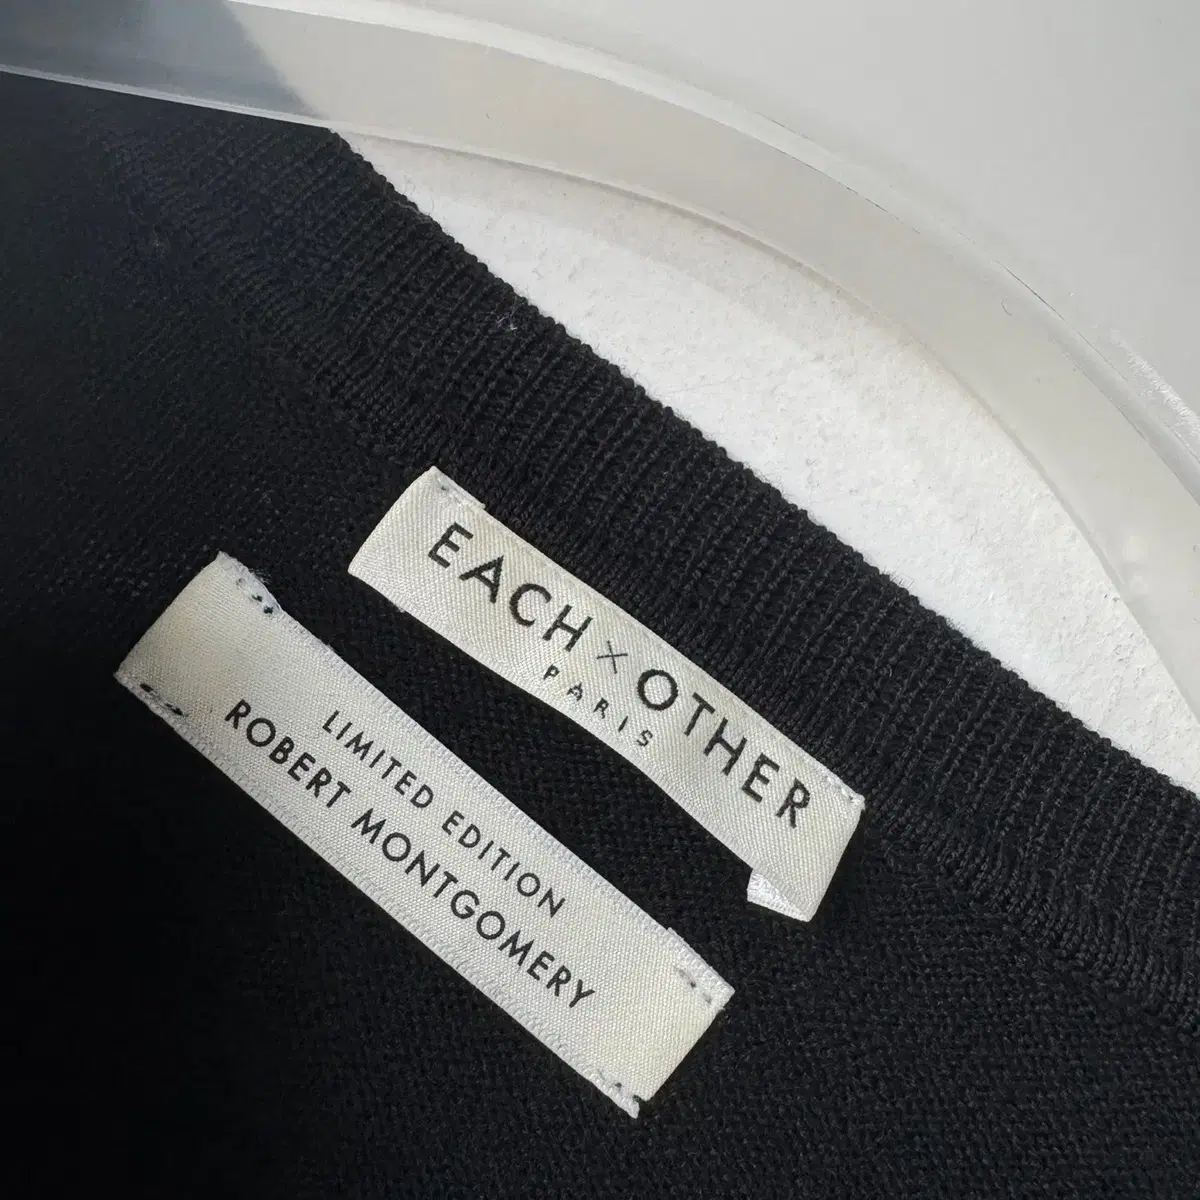 EACH × OTHER
PARIS
LIMITED EDITION
ROBERT MONTGOMERY